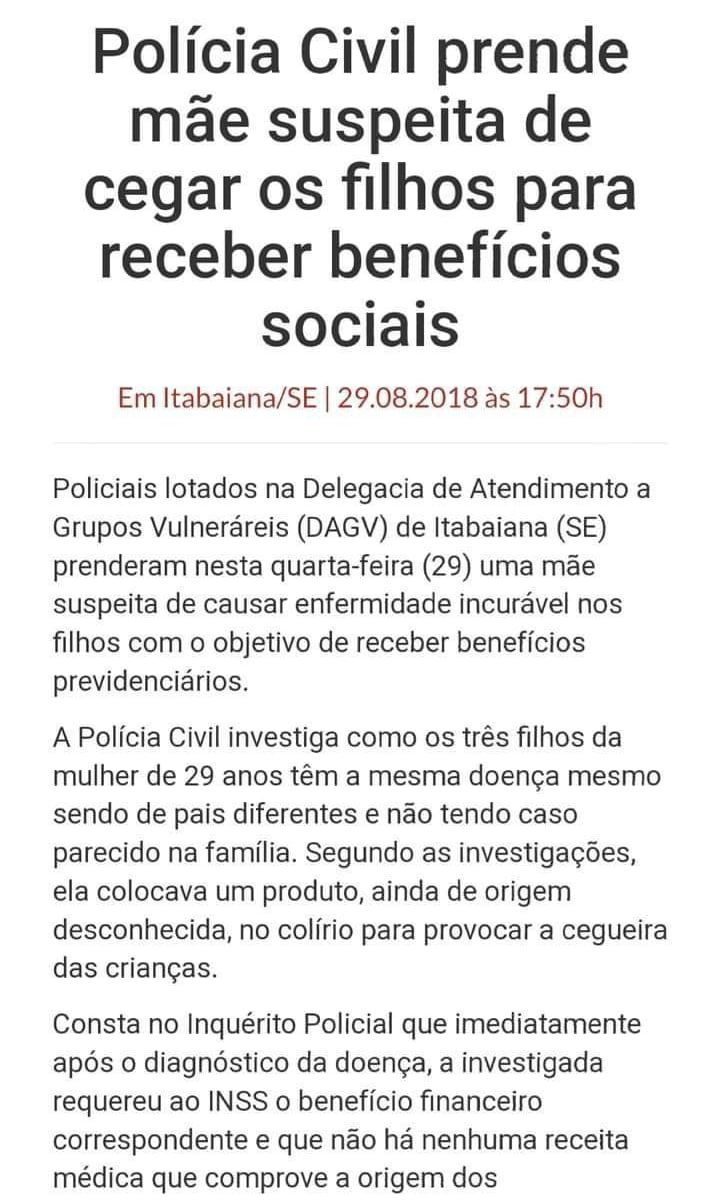 Polícia Civil prende
mãe suspeita de
cegar os filhos para
receber benefícios
sociais
Em Itabaiana/SE | 29.08.2018 às 17:50h
Policiais lotados na Delegacia de Atendimento a
Grupos Vulneráreis (DAGV) de Itabaiana (SE)
prenderam nesta quarta-feira (29) uma mãe
suspeita de causar enfermidade incurável nos
filhos com o objetivo de receber benefícios
previdenciários.
A Polícia Civil investiga como os três filhos da
mulher de 29 anos têm a mesma doença mesmo
sendo de pais diferentes e não tendo caso
parecido na família. Segundo as investigações,
ela colocava um produto, ainda de origem
desconhecida, no colírio para provocar a cegueira
das crianças.
Consta no Inquérito Policial que imediatamente
após o diagnóstico da doença, a investigada
requereu ao INSS o benefício financeiro
correspondente e que não há nenhuma receita
médica que comprove a origem dos